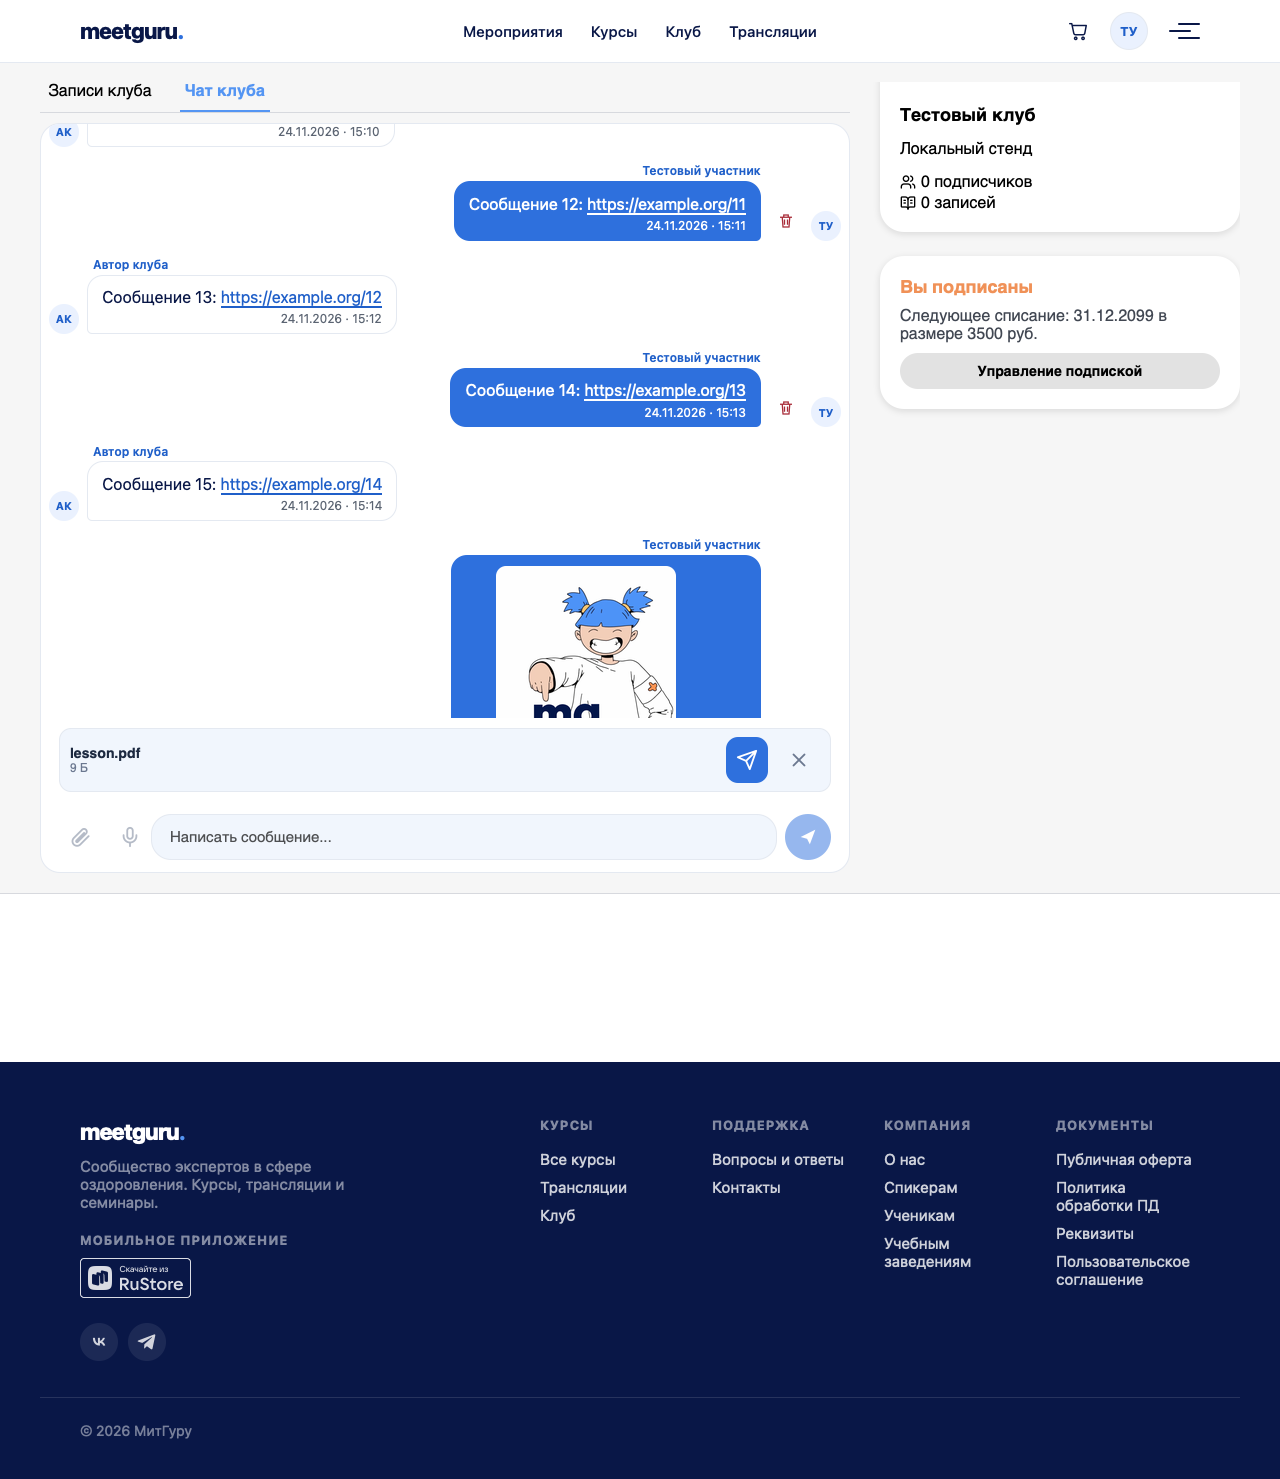 meetguru.
Мероприятия
Курсы
Клуб
Трансляции
ТУ
Записи клуба
Чат клуба
АК
24.11.2026 · 15:10
Тестовый участник
Сообщение 12: https://example.org/11
24.11.2026 · 15:11
ТУ
Автор клуба
Сообщение 13: https://example.org/12
24.11.2026 · 15:12
АК
Тестовый участник
Сообщение 14: https://example.org/13
24.11.2026 · 15:13
ТУ
Автор клуба
Сообщение 15: https://example.org/14
24.11.2026 · 15:14
АК
Тестовый участник
mg
lesson.pdf
9 Б
Написать сообщение...
Тестовый клуб
Локальный стенд
0 подписчиков
0 записей
Вы подписаны
Следующее списание: 31.12.2099 в
размере 3500 руб.
Управление подпиской
meetguru.
Сообщество экспертов в сфере
оздоровления. Курсы, трансляции и
семинары.
МОБИЛЬНОЕ ПРИЛОЖЕНИЕ
Скачайте из
RuStore
КУРСЫ
Все курсы
Трансляции
Клуб
ПОДДЕРЖКА
Вопросы и ответы
Контакты
КОМПАНИЯ
О нас
Спикерам
Ученикам
Учебным
заведениям
ДОКУМЕНТЫ
Публичная оферта
Политика
обработки ПД
Реквизиты
Пользовательское
соглашение
© 2026 МитГуру